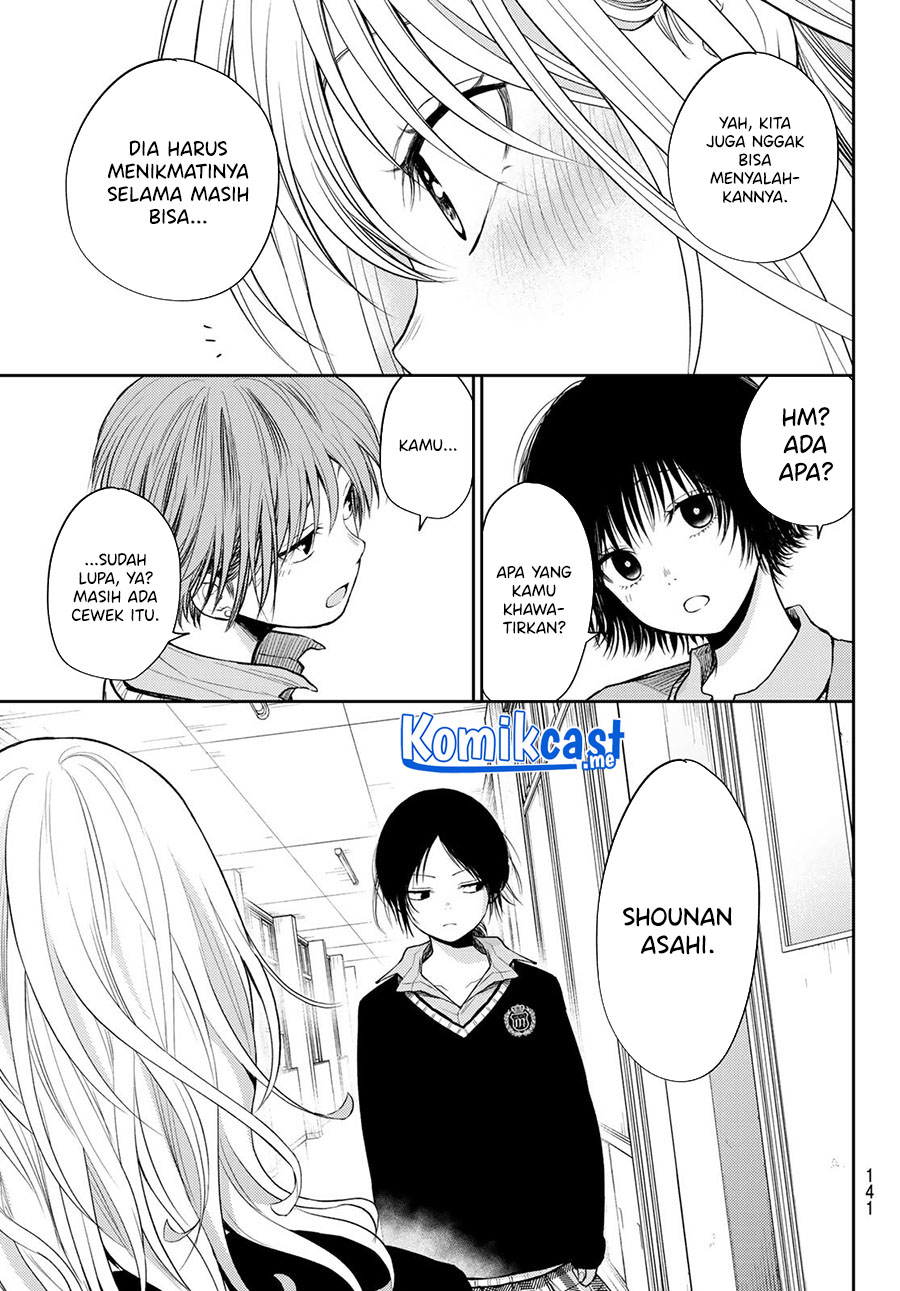 YAH, KITA
JUGA NGGAK
BISA
MENYALAH-
KANNYA.
DIA HARUS
MENIKMATINYA
SELAMA MASIH
BISA...
HM?
ADA
APA?
APA YANG
KAMU
KHAWA-
TIRKAN?
KAMU...
...SUDAH
LUPA, YA?
MASIH ADA
CEWEK ITU.
Komikcast
.me
SHOUNAN
ASAHI.
141